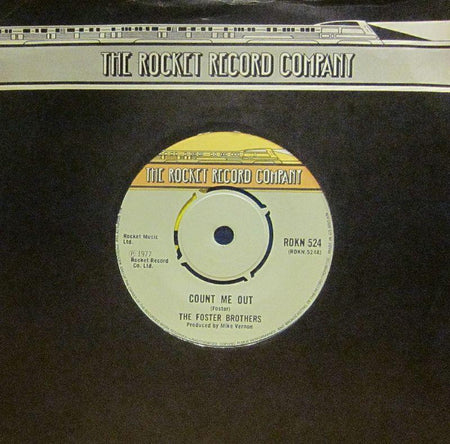 THE ROCKET RECORD COMPANY
THE ROCKET RECORD COMPANY
Rocket Music
Ltd.
ROKN 524
(ROKN.524A)
℗ 1977
Rocket Record
Co. Ltd.
COUNT ME OUT
(Foster)
THE FOSTER BROTHERS
Produced by Mike Vernon